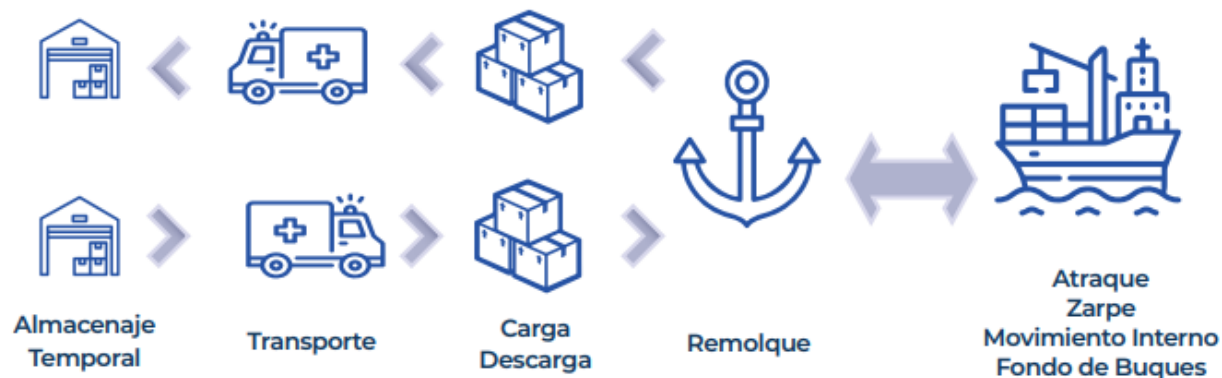 Almacenaje
Temporal
Transporte
Carga
Descarga
Remolque
Atraque
Zarpe
Movimiento Interno
Fondo de Buques